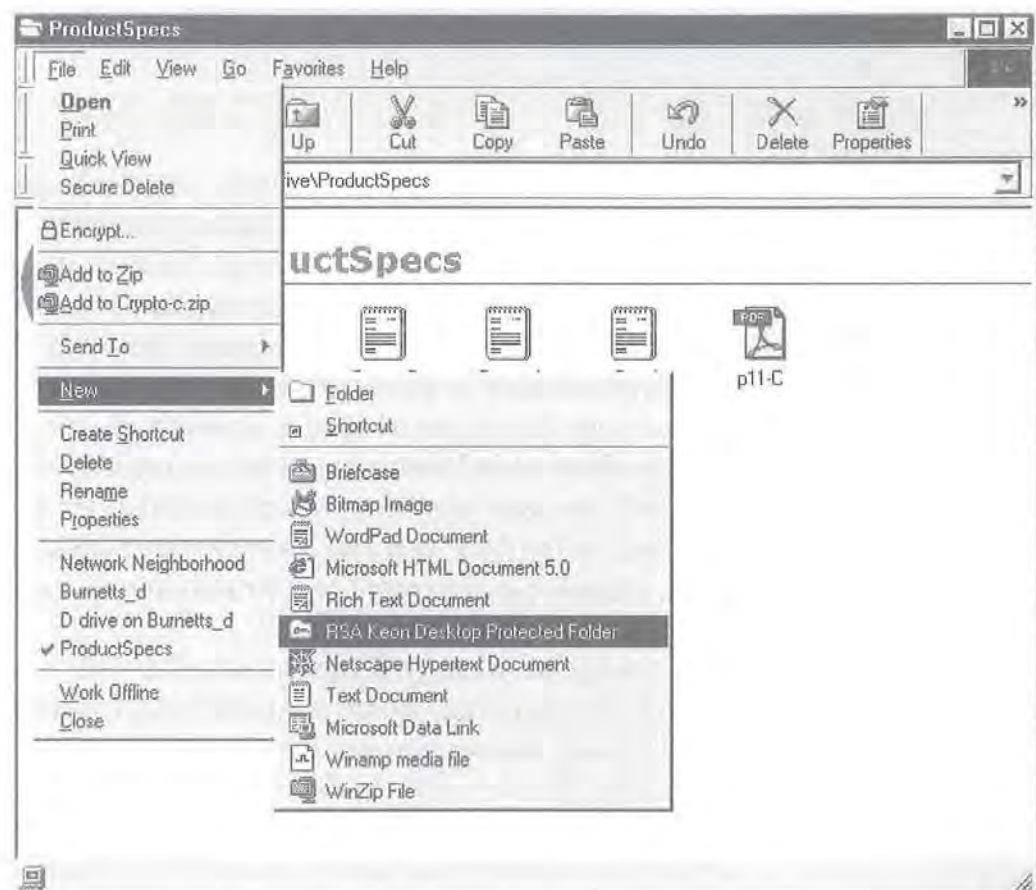 ProductSpecs
File Edit View Go Favorites Help
Up Cut Copy Paste Undo Delete Properties »
ive\ProductSpecs
Open
Print
Quick View
Secure Delete
Encrypt...
Add to Zip
Add to Crypto-c.zip
Send To
New
Create Shortcut
Delete
Rename
Properties
Network Neighborhood
Burnetts_d
D drive on Burnetts_d
ProductSpecs
Work Offline
Close
uctSpecs
PDF
p11-C
Folder
Shortcut
Briefcase
Bitmap Image
WordPad Document
Microsoft HTML Document 5.0
Rich Text Document
RSA Keon Desktop Protected Folder
Netscape Hypertext Document
Text Document
Microsoft Data Link
Winamp media file
WinZip File